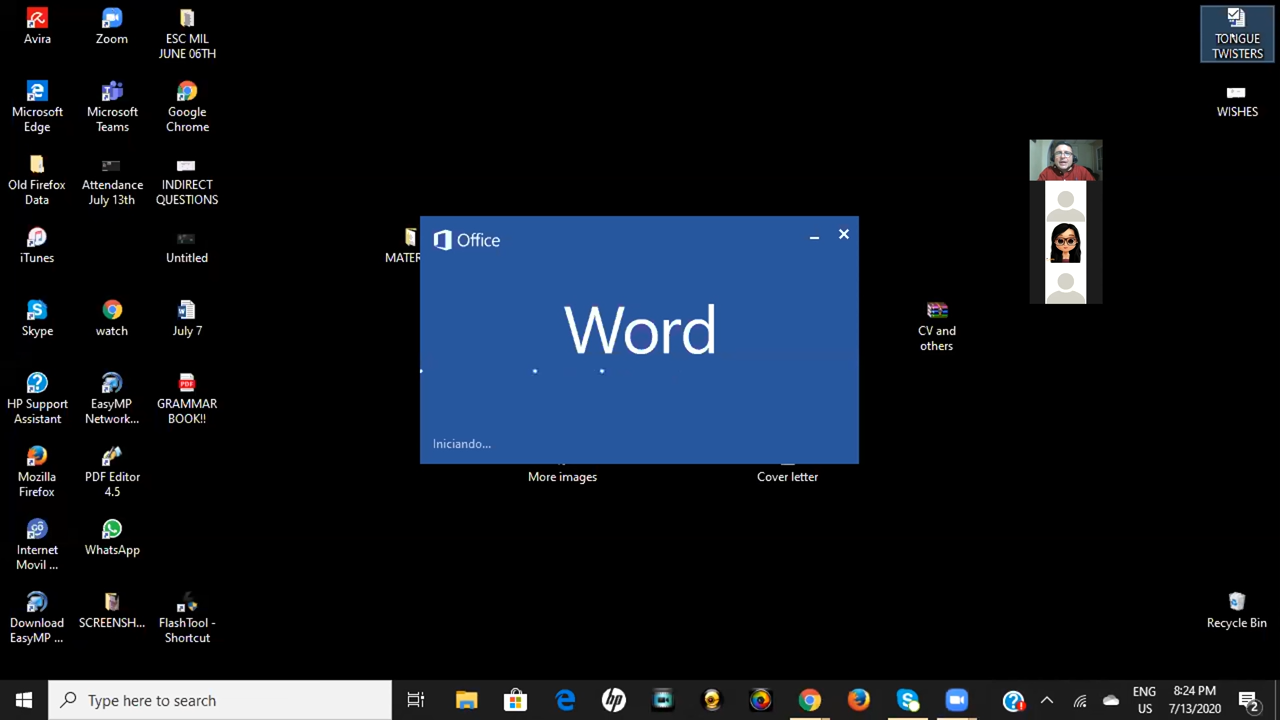 Avira
Zoom
ESC MIL
JUNE 06TH
TONGUE
TWISTERS
Microsoft
Edge
Microsoft
Teams
Google
Chrome
WISHES
Old Firefox
Data
Attendance
July 13th
INDIRECT
QUESTIONS
iTunes
Untitled
MATER
Office
Word
Iniciando...
Skype
watch
July 7
CV and
others
HP Support
Assistant
EasyMP
Network...
PDF
GRAMMAR
BOOK!!
Mozilla
Firefox
PDF Editor
4.5
More images
Cover letter
Internet
Movil ...
WhatsApp
Download
EasyMP ...
SCREENSH...
FlashTool -
Shortcut
Recycle Bin
Type here to search
ENG
US
8:24 PM
7/13/2020
2